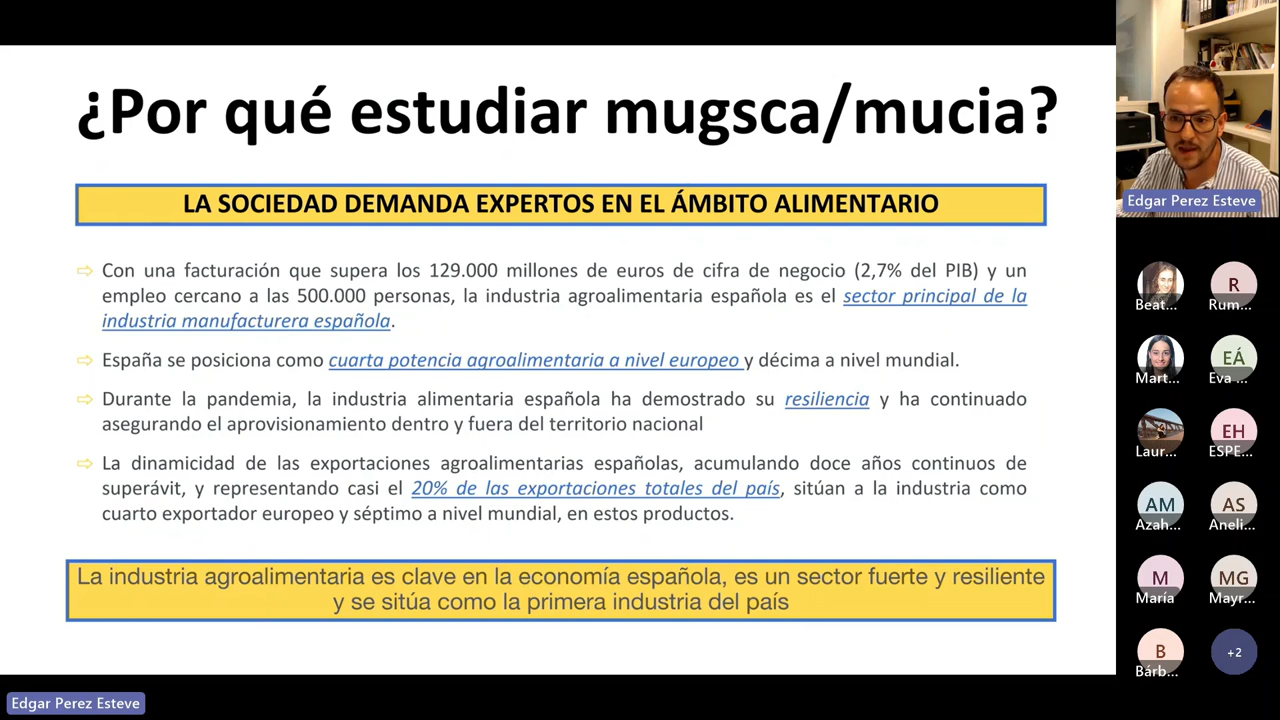 ¿Por qué estudiar mugsca/mucia?
LA SOCIEDAD DEMANDA EXPERTOS EN EL ÁMBITO ALIMENTARIO
⇨ Con una facturación que supera los 129.000 millones de euros de cifra de negocio (2,7% del PIB) y un
empleo cercano a las 500.000 personas, la industria agroalimentaria española es el sector principal de la
industria manufacturera española.
⇨ España se posiciona como cuarta potencia agroalimentaria a nivel europeo y décima a nivel mundial.
⇨ Durante la pandemia, la industria alimentaria española ha demostrado su resiliencia y ha continuado
asegurando el aprovisionamiento dentro y fuera del territorio nacional
⇨ La dinamicidad de las exportaciones agroalimentarias españolas, acumulando doce años continuos de
superávit, y representando casi el 20% de las exportaciones totales del país, sitúan a la industria como
cuarto exportador europeo y séptimo a nivel mundial, en estos productos.
La industria agroalimentaria es clave en la economía española, es un sector fuerte y resiliente
y se sitúa como la primera industria del país
Edgar Perez Esteve
Edgar Perez Esteve
Beat...
R
Rum...
Mart...
EÁ
Eva ...
Laur...
EH
ESPE...
AM
Azah...
AS
Aneli...
M
María
MG
Mayr...
B
Bárb...
+2